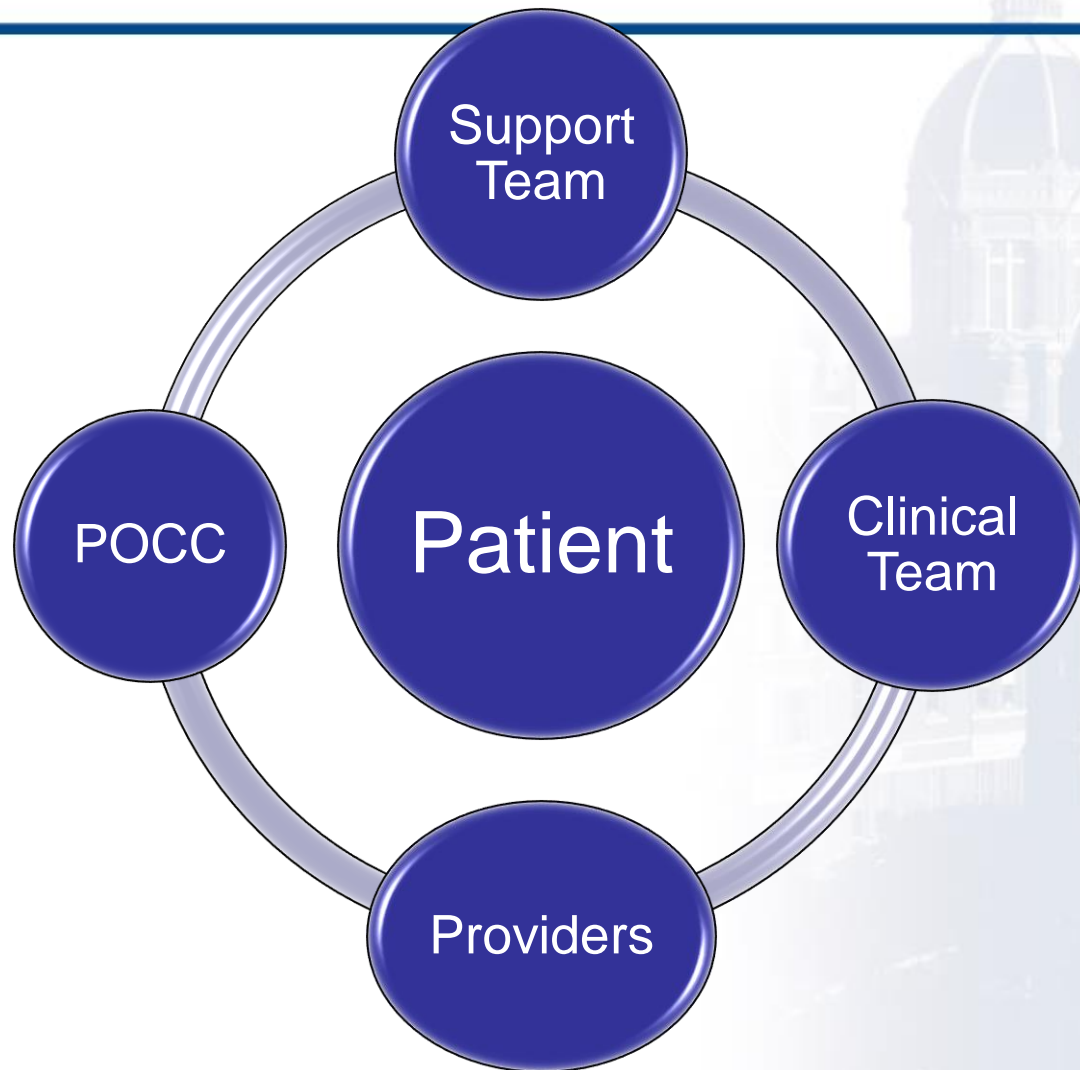 Support
Team
POCC
Patient
Clinical
Team
Providers